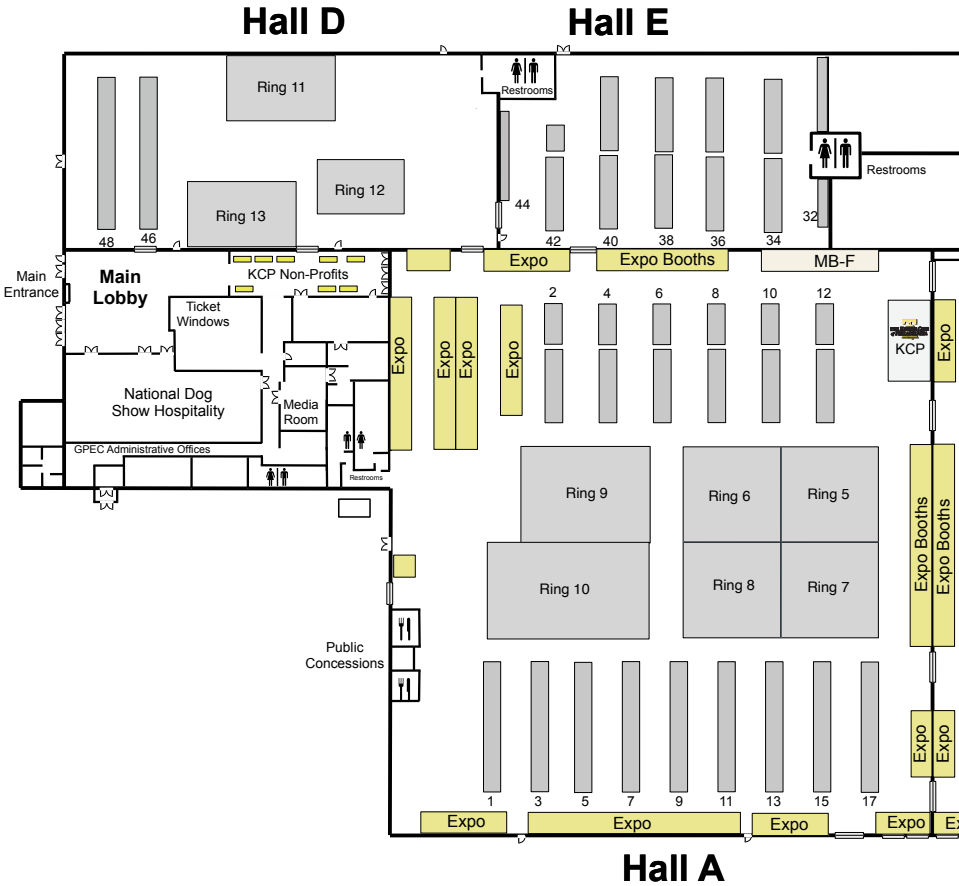 Hall D
Hall E
Ring 11
Restrooms
Ring 12
Ring 13
Restrooms
44
32
48
46
42
40
38
36
34
Main
Entrance
Main
Lobby
KCP Non-Profits
Expo
Expo Booths
MB-F
Ticket
Windows
2
4
6
8
10
12
KCP
Expo
Expo
Expo
Expo
Expo
National Dog
Show Hospitality
Media
Room
GPEC Administrative Offices
Restrooms
Ring 9
Ring 6
Ring 5
Ring 10
Ring 8
Ring 7
Expo Booths
Expo Booths
Public
Concessions
Expo
Expo
1
3
5
7
9
11
13
15
17
Expo
Expo
Expo
Expo
Hall A